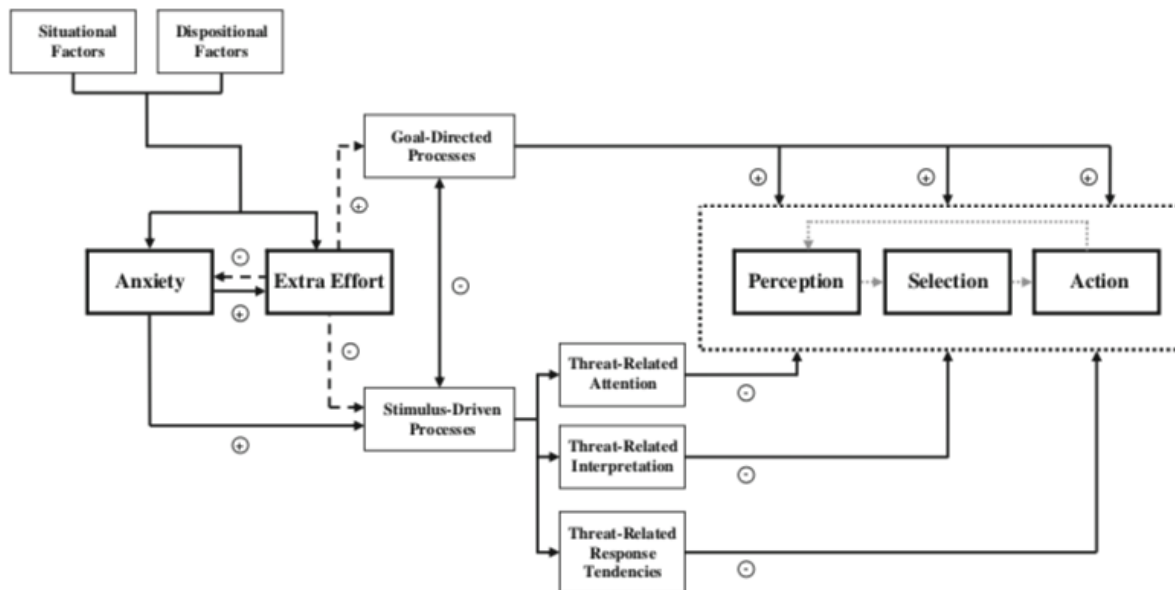 Situational
Factors
Dispositional
Factors
Goal-Directed
Processes
+
+
+
+
-
Anxiety
Extra Effort
+
-
-
Perception
Selection
Action
Stimulus-Driven
Processes
+
Threat-Related
Attention
-
Threat-Related
Interpretation
-
Threat-Related
Response
Tendencies
-